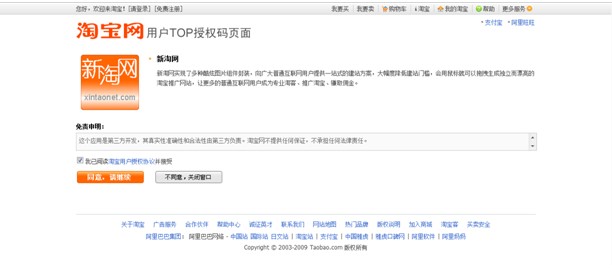 您好，欢迎来淘宝！[请登录] [免费注册] 我要买 我要卖 购物车 淘宝 我的淘宝 帮助 更多服务
淘宝网 用户TOP授权码页面
支付宝 阿里旺旺
新淘网
xintaonet.com
新淘网
新淘网实现了多种酷炫图片组件封装，向广大普通互联网用户提供一站式的建站方案，大幅度降低建站门槛，会用鼠标就可以拖拽生成独立而漂亮的
淘宝推广网站，让更多的普通互联网用户成为专业淘客、推广淘宝、赚取佣金。
免责申明：
这个应用是第三方开发，其真实性准确性和合法性由第三方负责。淘宝网不提供任何保证，不承担任何法律责任。
我已阅读淘宝用户授权协议并接受
同意，请继续 不同意，关闭窗口
关于淘宝 广告服务 合作伙伴 帮助中心 诚征英才 联系我们 网站地图 热门品牌 版权说明 加入商城 淘宝客 买卖安全
阿里巴巴集团：阿里巴巴网络 - 中国站 国际站 日文站 | 淘宝站 | 支付宝 | 中国雅虎 | 雅虎口碑网 | 阿里软件 | 阿里妈妈
Copyright © 2003-2009 Taobao.com 版权所有